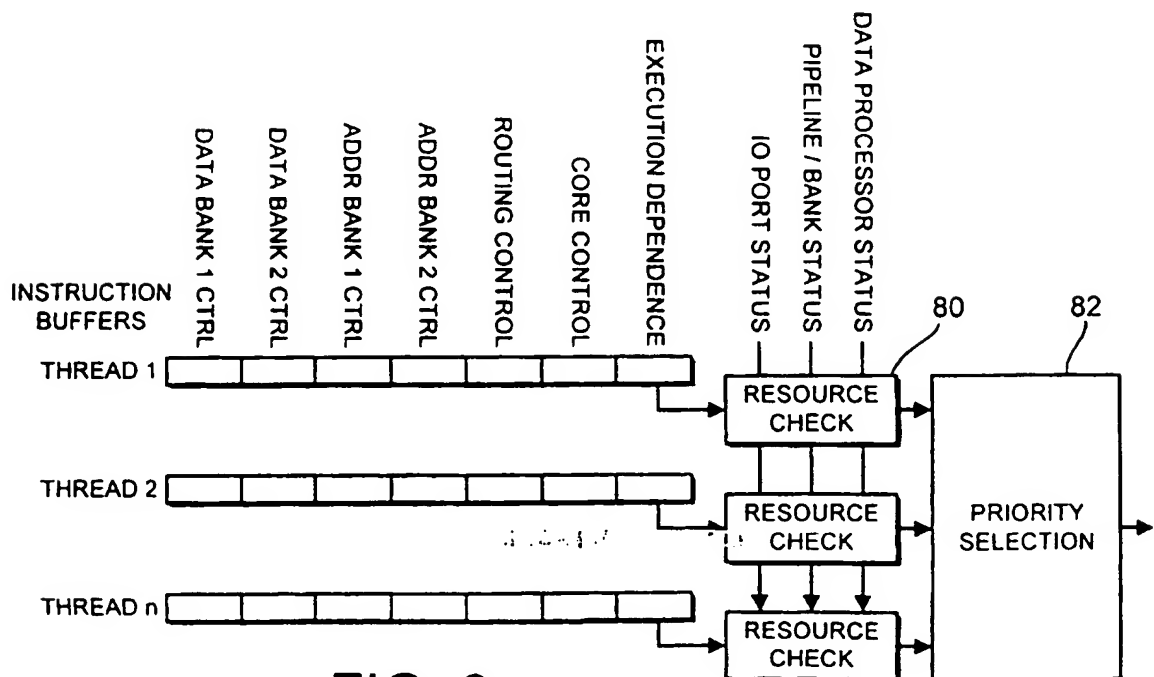 DATA BANK 1 CTRL
DATA BANK 2 CTRL
ADDR BANK 1 CTRL
ADDR BANK 2 CTRL
ROUTING CONTROL
CORE CONTROL
EXECUTION DEPENDENCE
IO PORT STATUS
PIPELINE / BANK STATUS
DATA PROCESSOR STATUS
80
82
INSTRUCTION
BUFFERS
THREAD 1
RESOURCE
CHECK
THREAD 2
RESOURCE
CHECK
PRIORITY
SELECTION
THREAD n
RESOURCE
CHECK